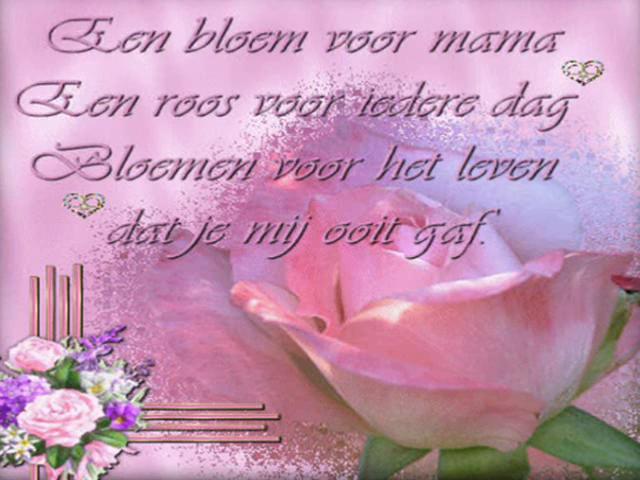 Een bloem voor mama
Een roos voor iedere dag
Bloemen voor het leven
dat je mij ooit gaf.